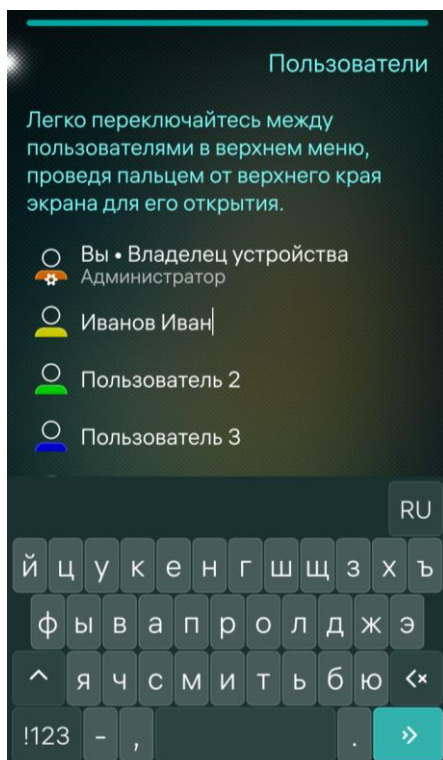 Пользователи
Легко переключайтесь между
пользователями в верхнем меню,
проведя пальцем от верхнего края
экрана для его открытия.
Вы • Владелец устройства
Администратор
Иванов Иван
Пользователь 2
Пользователь 3
RU
й ц у к е н г ш щ з х ъ
ф ы в а п р о л д ж э
я ч с м и т ь б ю
!123 - , .